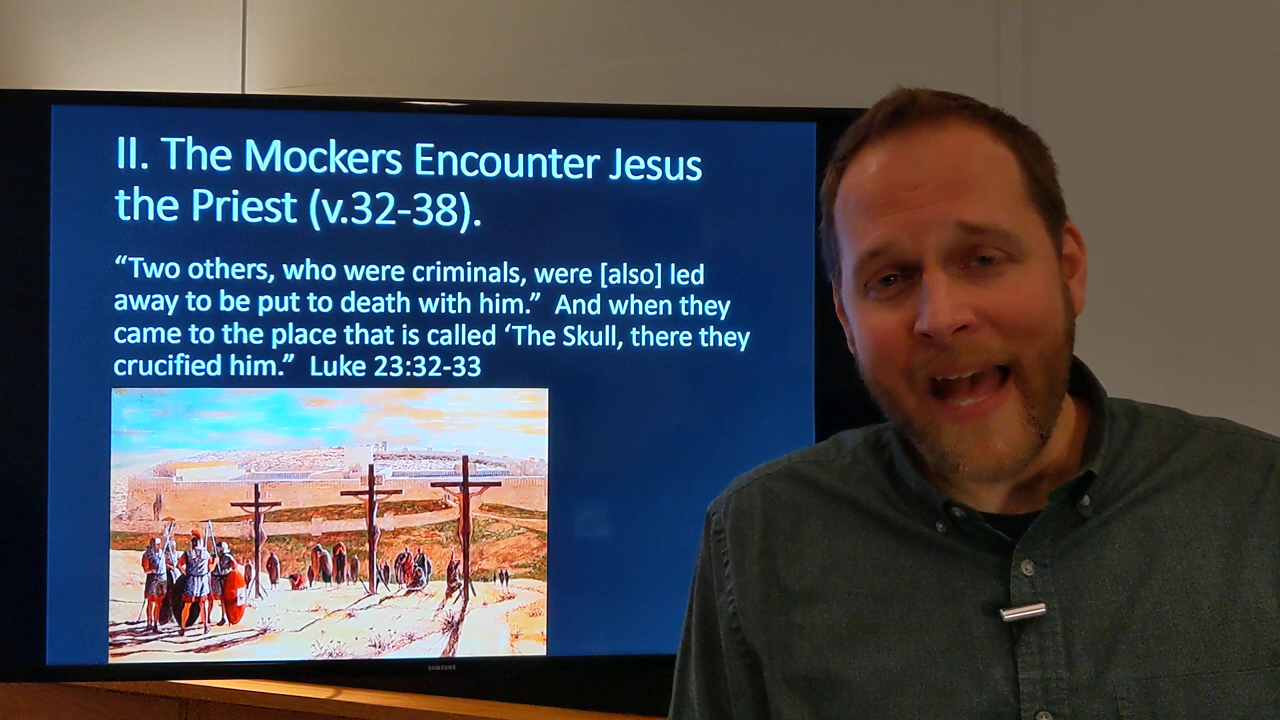 II. The Mockers Encounter Jesus
the Priest (v.32-38).
“Two others, who were criminals, were [also] led
away to be put to death with him.” And when they
came to the place that is called ‘The Skull, there they
crucified him.” Luke 23:32-33
SAMSUNG